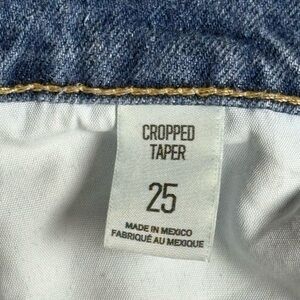 CROPPED
TAPER
25
MADE IN MEXICO
FABRIQUÉ AU MEXIQUE